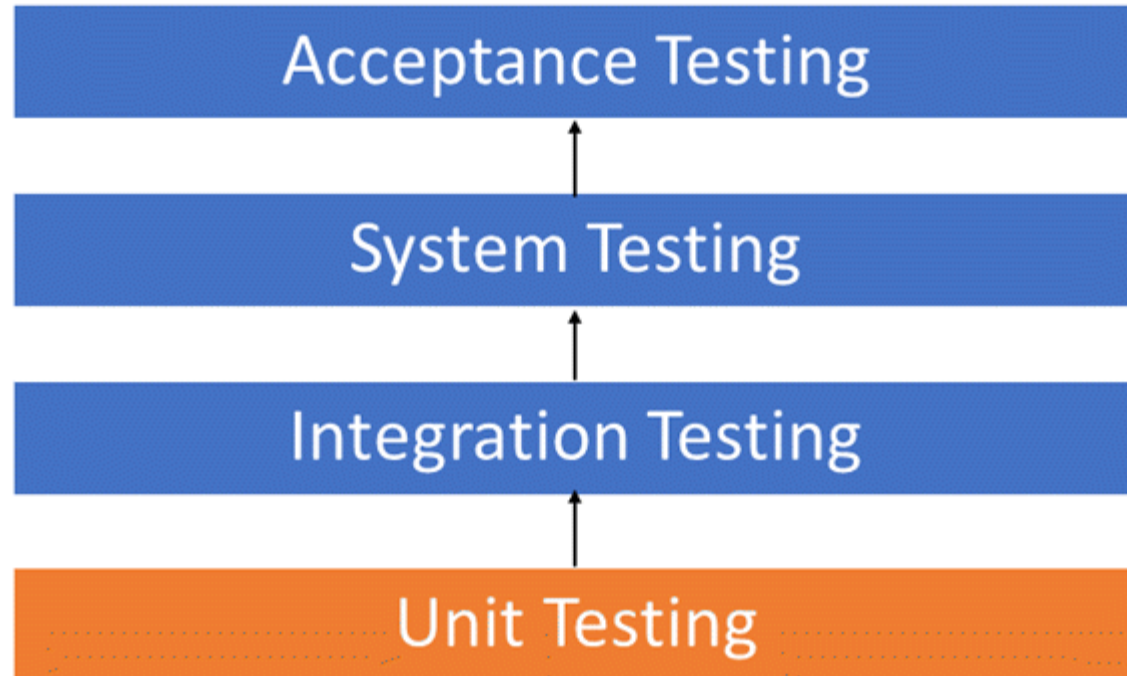 Acceptance Testing
System Testing
Integration Testing
Unit Testing